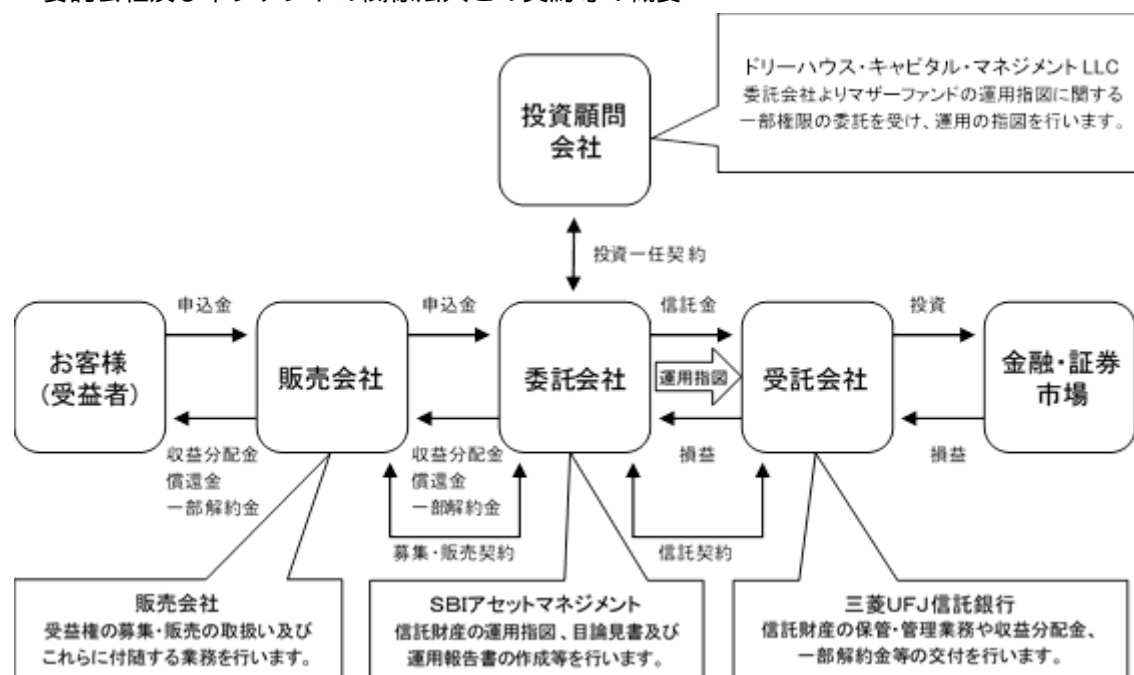 ドリーハウス・キャピタル・マネジメント LLC
委託会社よりマザーファンドの運用指図に関する
一部権限の委託を受け、運用の指図を行います。
投資顧問
会社
投資一任契約
申込金
申込金
信託金
投資
お客様
(受益者)
販売会社
委託会社
運用指図
受託会社
金融・証券
市場
収益分配金
償還金
一部解約金
収益分配金
償還金
一部解約金
損益
損益
募集・販売契約
信託契約
販売会社
受益権の募集・販売の取扱い及び
これらに付随する業務を行います。
SBIアセットマネジメント
信託財産の運用指図、目論見書及び
運用報告書の作成等を行います。
三菱UFJ信託銀行
信託財産の保管・管理業務や収益分配金、
一部解約金等の交付を行います。